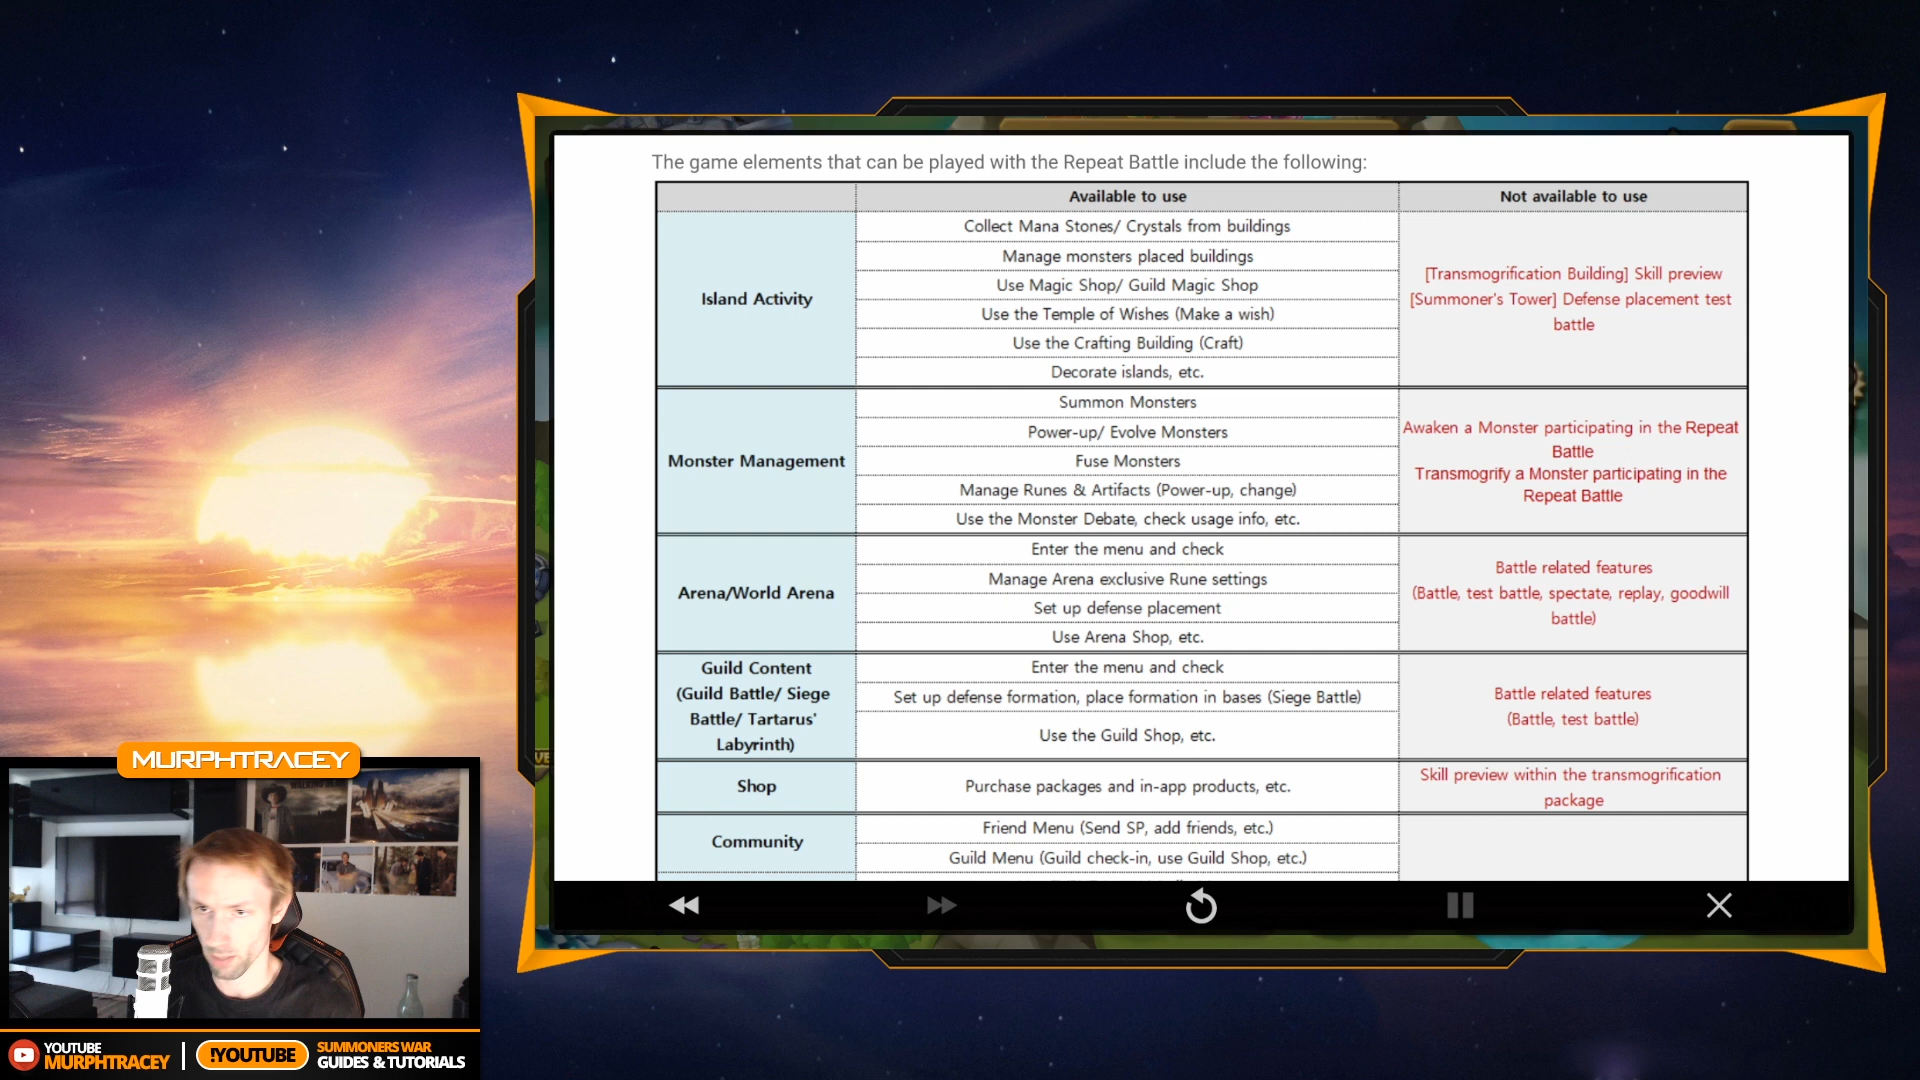 The game elements that can be played with the Repeat Battle include the following:
Available to use
Not available to use
Island Activity
Collect Mana Stones/ Crystals from buildings
Manage monsters placed buildings
Use Magic Shop/ Guild Magic Shop
Use the Temple of Wishes (Make a wish)
Use the Crafting Building (Craft)
Decorate islands, etc.
[Transmogrification Building] Skill preview
[Summoner's Tower] Defense placement test
battle
Monster Management
Summon Monsters
Power-up/ Evolve Monsters
Fuse Monsters
Manage Runes & Artifacts (Power-up, change)
Use the Monster Debate, check usage info, etc.
Awaken a Monster participating in the Repeat
Battle
Transmogrify a Monster participating in the
Repeat Battle
Arena/World Arena
Enter the menu and check
Manage Arena exclusive Rune settings
Set up defense placement
Use Arena Shop, etc.
Battle related features
(Battle, test battle, spectate, replay, goodwill
battle)
Guild Content
(Guild Battle/ Siege
Battle/ Tartarus'
Labyrinth)
Enter the menu and check
Set up defense formation, place formation in bases (Siege Battle)
Use the Guild Shop, etc.
Battle related features
(Battle, test battle)
Shop
Purchase packages and in-app products, etc.
Skill preview within the transmogrification
package
Community
Friend Menu (Send SP, add friends, etc.)
Guild Menu (Guild check-in, use Guild Shop, etc.)
MURPHTRACEY
YOUTUBE
MURPHTRACEY
!YOUTUBE
SUMMONERS WAR
GUIDES & TUTORIALS